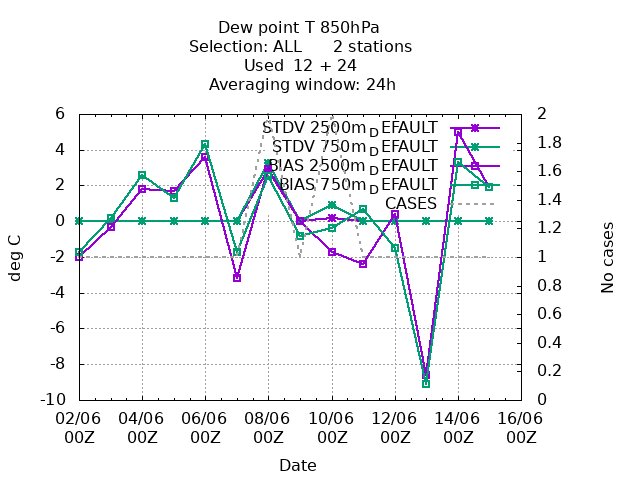 Dew point T 850hPa
Selection: ALL      2 stations
Used  12 + 24
Averaging window: 24h
STDV 2500m_DEFAULT
STDV 750m_DEFAULT
BIAS 2500m_DEFAULT
BIAS 750m_DEFAULT
CASES
deg C
6
4
2
0
-2
-4
-6
-8
-10
No cases
2
1.8
1.6
1.4
1.2
1
0.8
0.6
0.4
0.2
0
02/06 04/06 06/06 08/06 10/06 12/06 14/06 16/06
00Z 00Z 00Z 00Z 00Z 00Z 00Z 00Z
Date